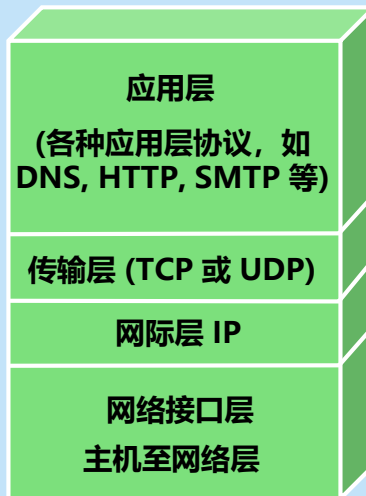 应用层
(各种应用层协议，如
DNS, HTTP, SMTP 等)
传输层 (TCP 或 UDP)
网际层 IP
网络接口层
主机至网络层